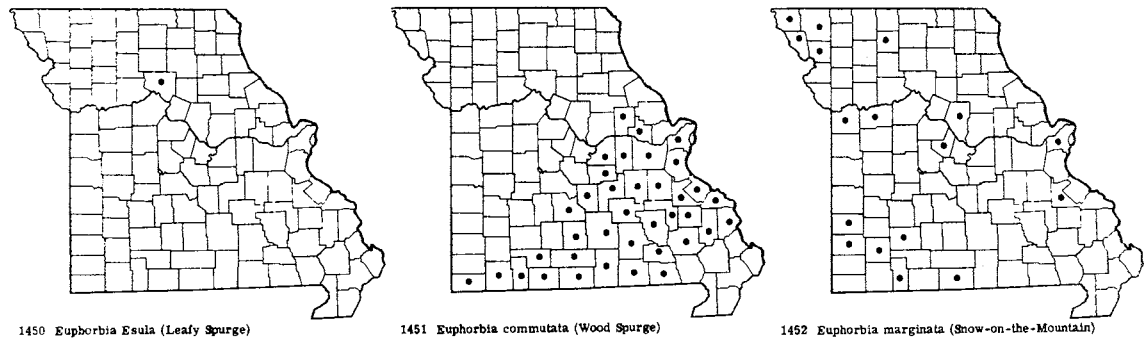 1450 Euphorbia Esula (Leafy Spurge)
1451 Euphorbia commutata (Wood Spurge)
1452 Euphorbia marginata (Snow-on-the-Mountain)